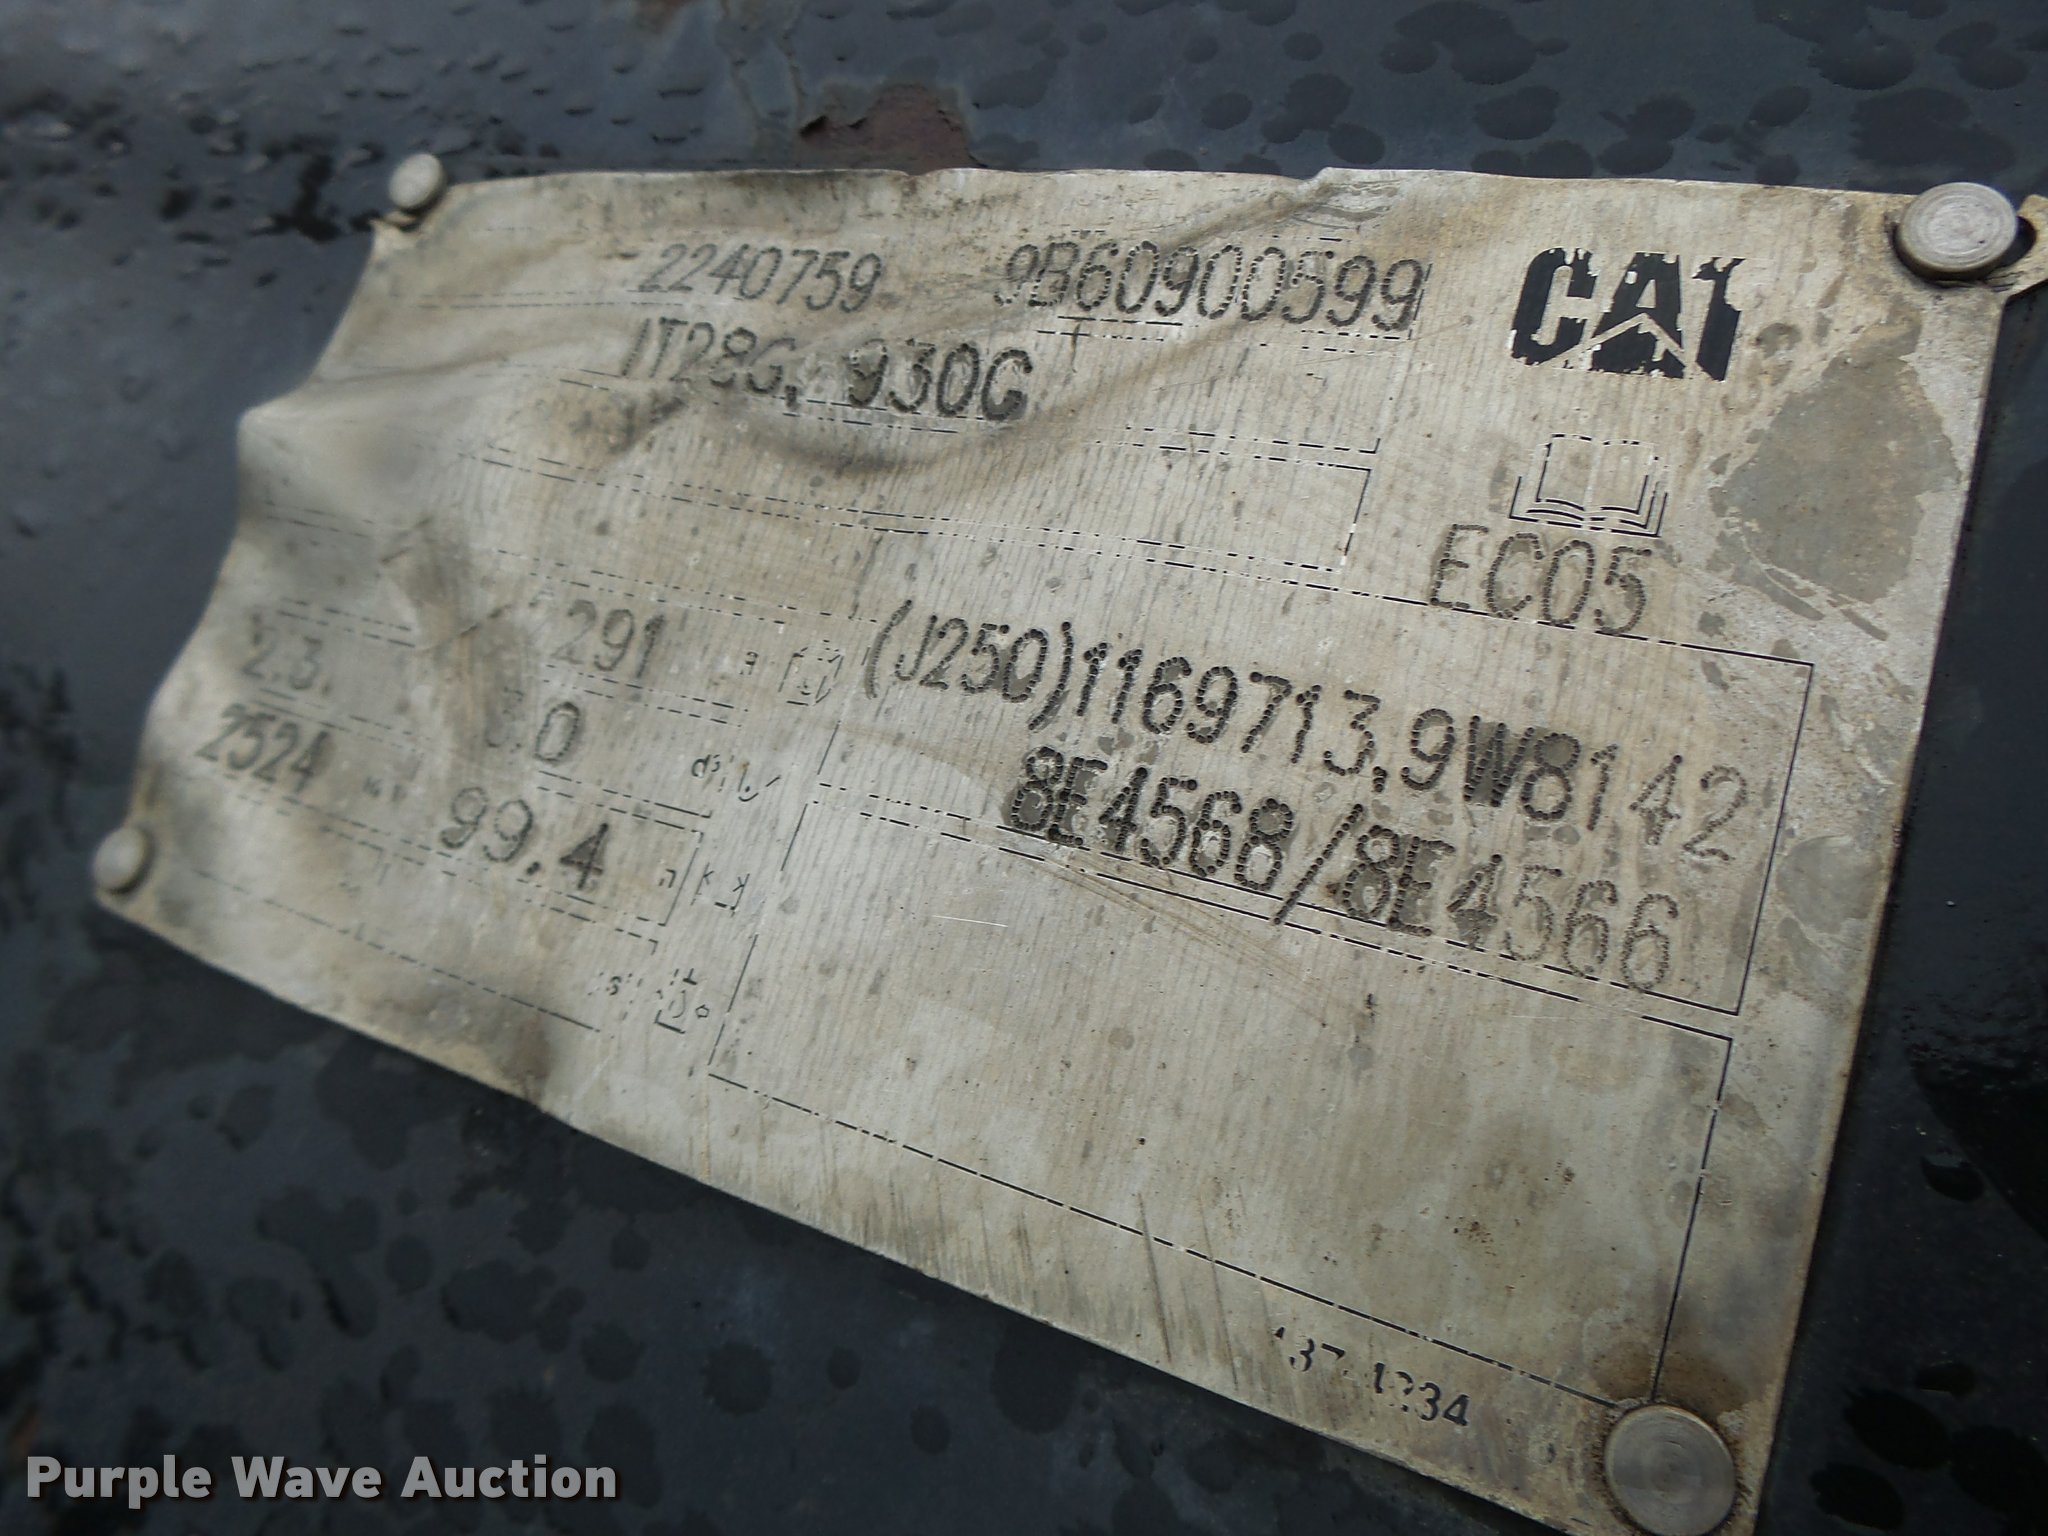 2240759 9B60900599 CAT
IT28G, 930G
EC05
2.3 291
3.0
2524
99.4
(J250)1169713,9W8142
8E4568/8E4566
Purple Wave Auction